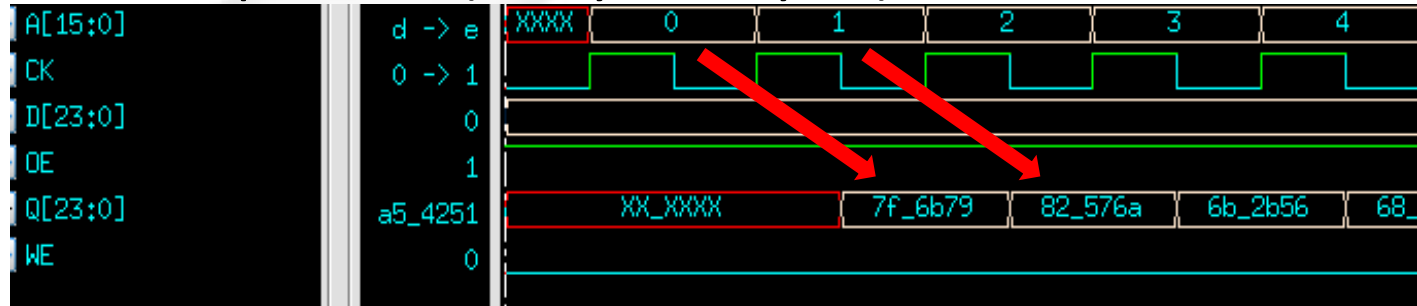 A[15:0] d -> e XXXX 0 1 2 3 4
CK 0 -> 1
D[23:0] 0
OE 1
Q[23:0] a5_4251 XX_XXXX 7f_6b79 82_576a 6b_2b56 68_
WE 0